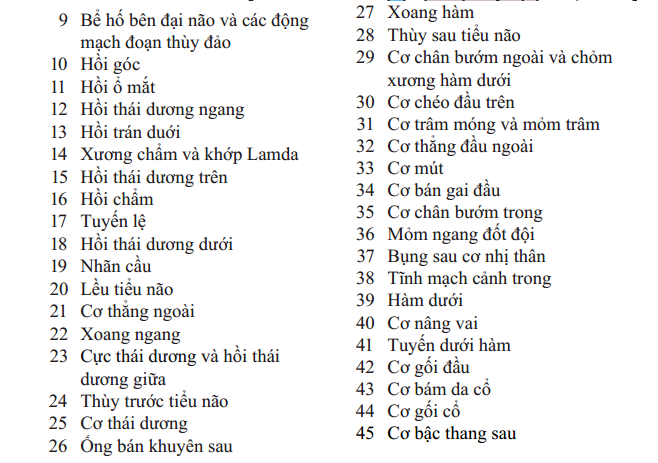 9 Bể hố bên đại não và các động
mạch đoạn thùy đảo
10 Hồi góc
11 Hồi ổ mắt
12 Hồi thái dương ngang
13 Hồi trán duới
14 Xương chẩm và khớp Lamda
15 Hồi thái dương trên
16 Hồi chẩm
17 Tuyến lệ
18 Hồi thái dương dưới
19 Nhãn cầu
20 Lều tiểu não
21 Cơ thẳng ngoài
22 Xoang ngang
23 Cực thái dương và hồi thái
dương giữa
24 Thùy trước tiểu não
25 Cơ thái dương
26 Ống bán khuyên sau
27 Xoang hàm
28 Thùy sau tiểu não
29 Cơ chân bướm ngoài và chỏm
xương hàm dưới
30 Cơ chéo đầu trên
31 Cơ trâm móng và mỏm trâm
32 Cơ thẳng đầu ngoài
33 Cơ mút
34 Cơ bán gai đầu
35 Cơ chân bướm trong
36 Mỏm ngang đốt đội
37 Bụng sau cơ nhị thân
38 Tĩnh mạch cảnh trong
39 Hàm dưới
40 Cơ nâng vai
41 Tuyến dưới hàm
42 Cơ gối đầu
43 Cơ bám da cổ
44 Cơ gối cổ
45 Cơ bậc thang sau